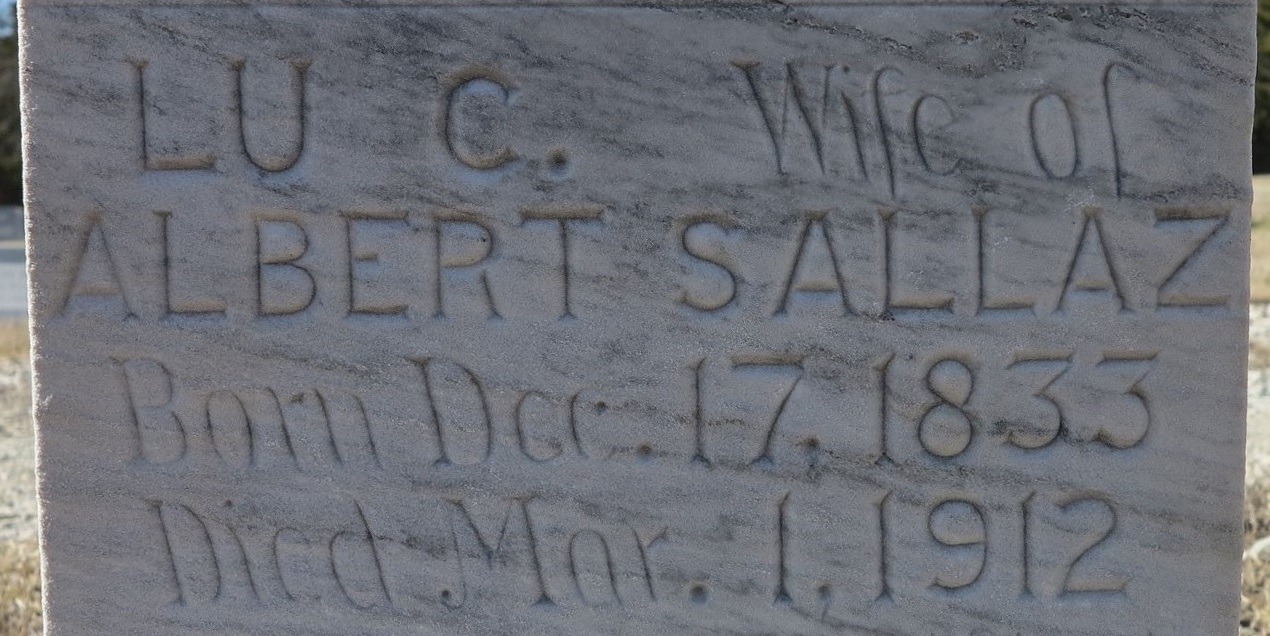 LU C. Wife of
ALBERT SALLAZ
Born Dec. 17, 1833
Died Mar. 1, 1912